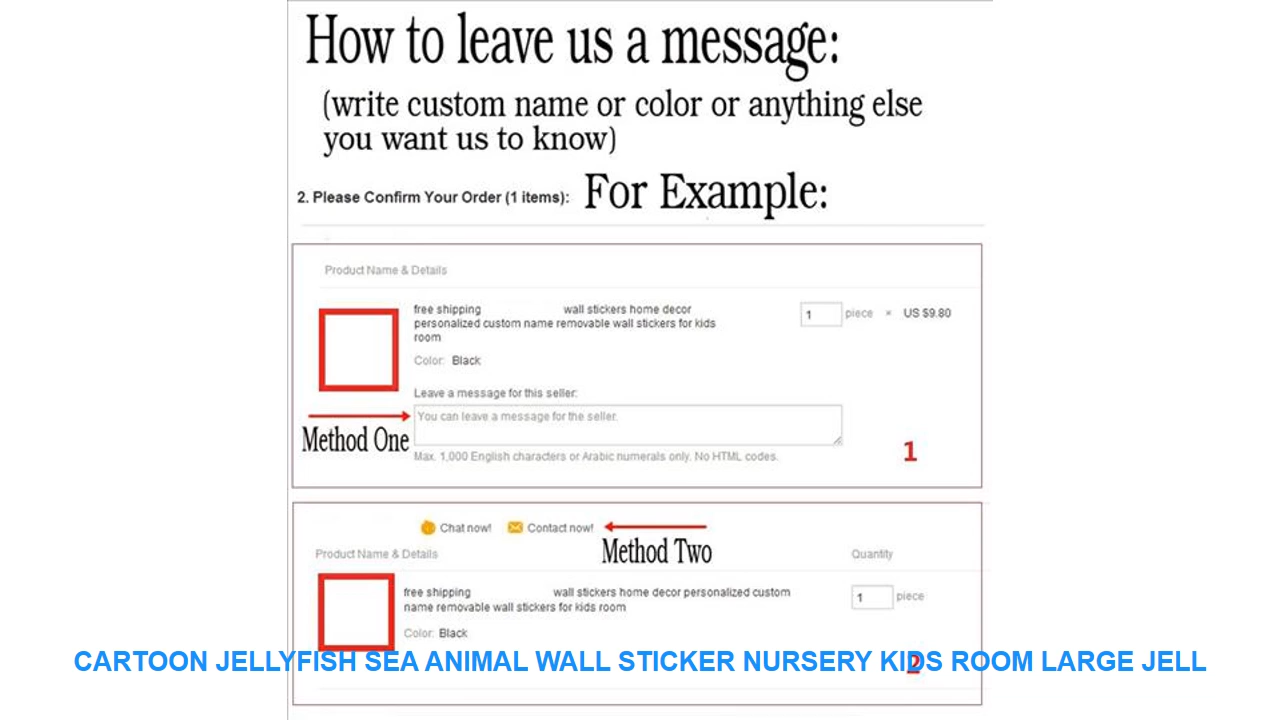 How to leave us a message:
(write custom name or color or anything else
you want us to know)
2. Please Confirm Your Order (1 items): For Example:
Product Name & Details
free shipping wall stickers home decor
personalized custom name removable wall stickers for kids
room
1 piece × US $9.80
Color: Black
Leave a message for this seller:
You can leave a message for the seller.
Method One
Max. 1,000 English characters or Arabic numerals only. No HTML codes.
1
Chat now! Contact now!
Method Two
Product Name & Details Quantity
free shipping wall stickers home decor personalized custom
name removable wall stickers for kids room
1 piece
Color: Black
2
CARTOON JELLYFISH SEA ANIMAL WALL STICKER NURSERY KIDS ROOM LARGE JELL